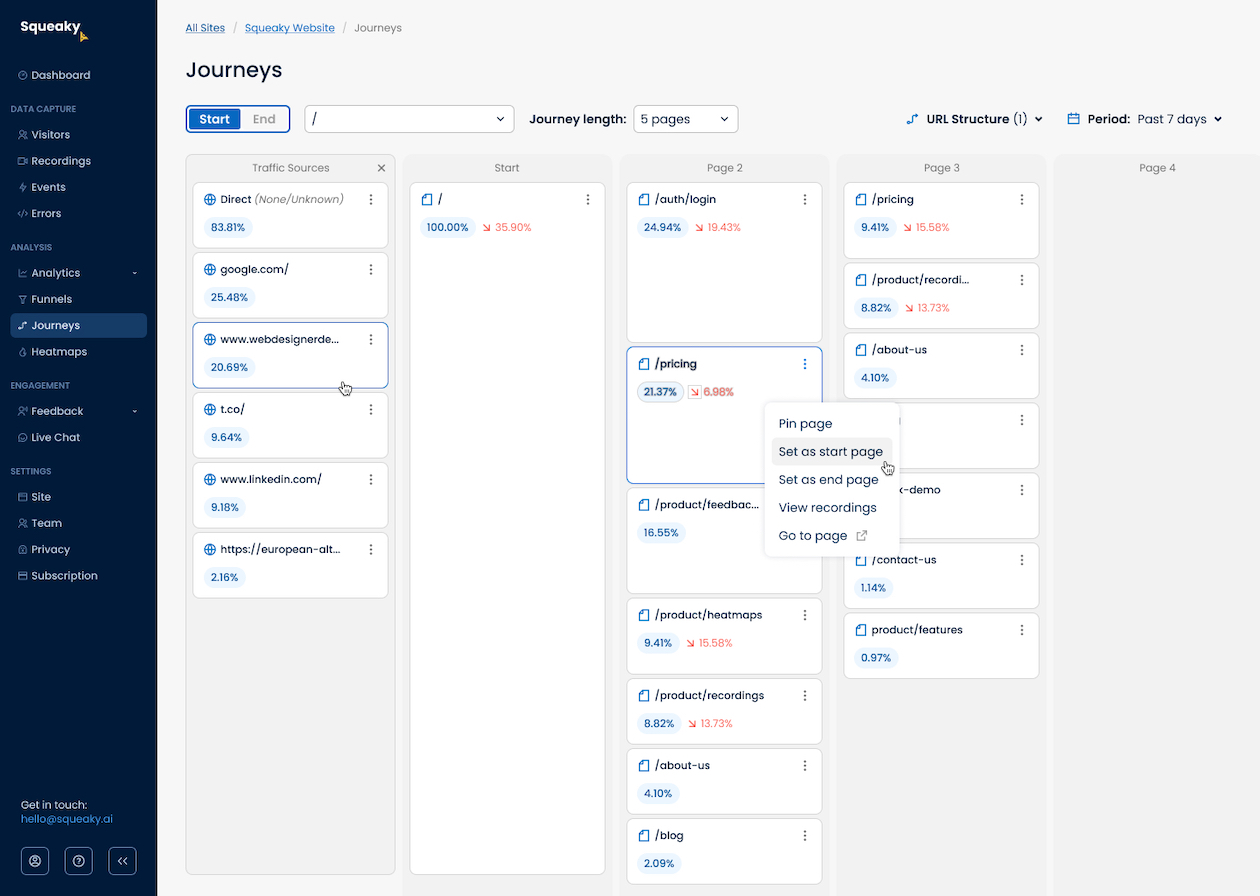 Squeaky
Dashboard
DATA CAPTURE
Visitors
Recordings
Events
Errors
ANALYSIS
Analytics
Funnels
Journeys
Heatmaps
ENGAGEMENT
Feedback
Live Chat
SETTINGS
Site
Team
Privacy
Subscription
Get in touch:
hello@squeaky.ai
All Sites / Squeaky Website / Journeys
Journeys
Start End / Journey length: 5 pages URL Structure (1) Period: Past 7 days
Traffic Sources
Direct (None/Unknown)
83.81%
google.com/
25.48%
www.webdesignerde...
20.69%
t.co/
9.64%
www.linkedin.com/
9.18%
https://european-alt...
2.16%
Start
/
100.00% 35.90%
Page 2
/auth/login
24.94% 19.43%
/pricing
21.37% 6.98%
/product/feedbac...
16.55%
/product/heatmaps
9.41% 15.58%
/product/recordings
8.82% 13.73%
/about-us
4.10%
/blog
2.09%
Pin page
Set as start page
Set as end page
View recordings
Go to page
Page 3
/pricing
9.41% 15.58%
/product/recordi...
8.82% 13.73%
/about-us
4.10%
x-demo
/contact-us
1.14%
product/features
0.97%
Page 4